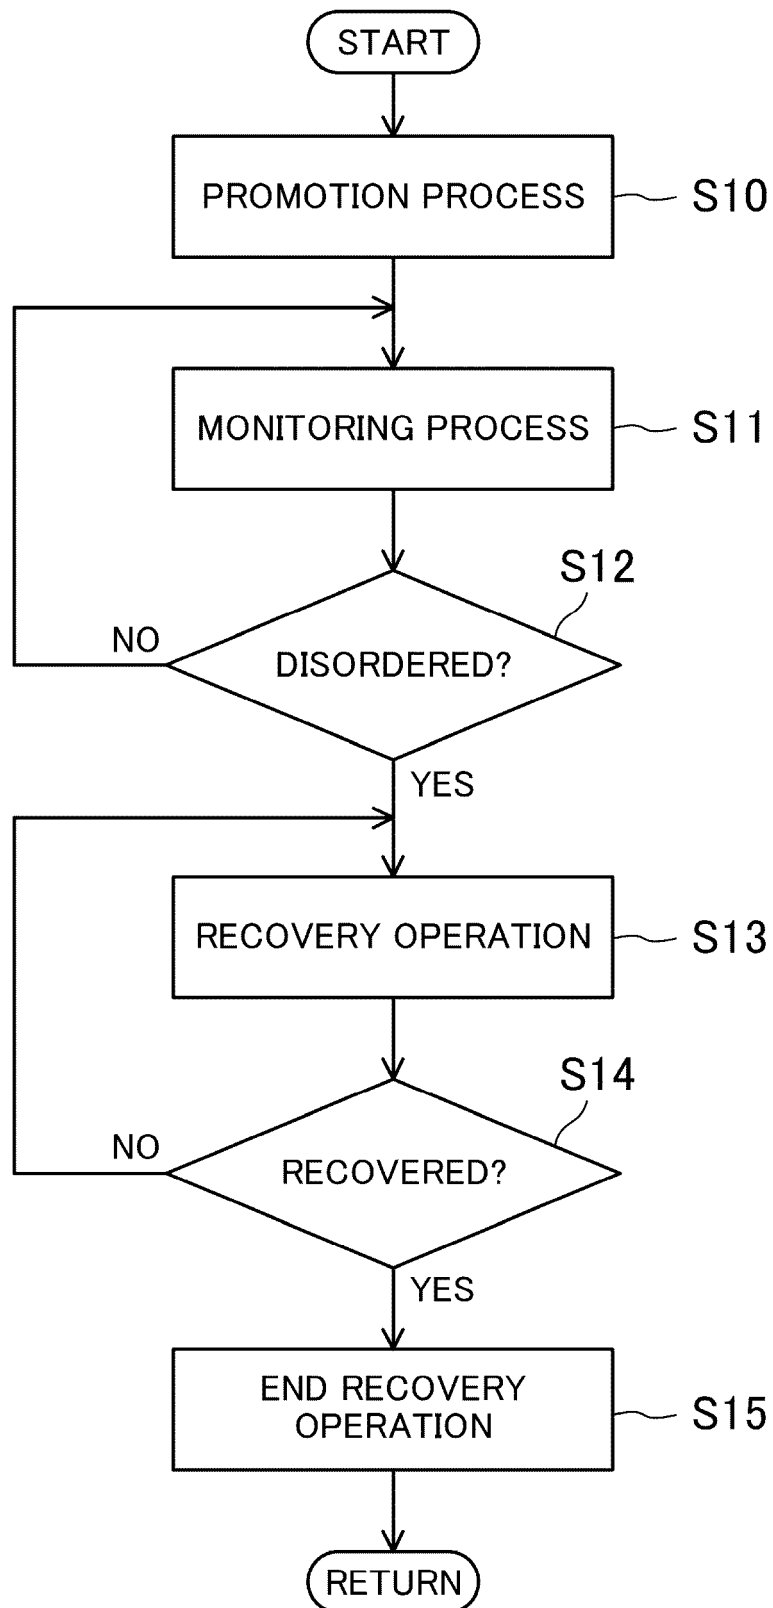 START
PROMOTION PROCESS
S10
MONITORING PROCESS
S11
S12
DISORDERED?
NO
YES
RECOVERY OPERATION
S13
S14
RECOVERED?
NO
YES
END RECOVERY
OPERATION
S15
RETURN